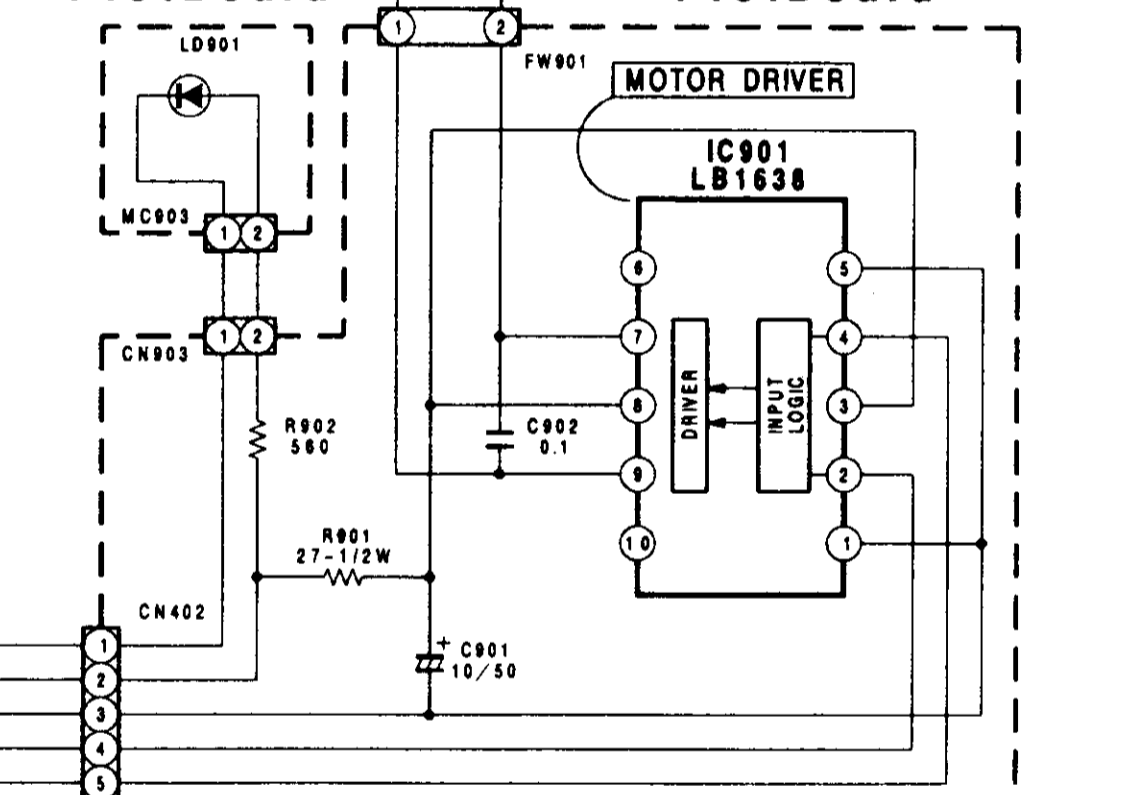 LD901
1 2
FW901
MOTOR DRIVER
IC901
LB1638
MC903
1 2
6 5
CN903
1 2
7 4
DRIVER
INPUT
LOGIC
8 3
R902
560
C902
0.1
9 2
R901
27-1/2W
10 1
CN402
1
+ C901
10/50
2
3
4
5